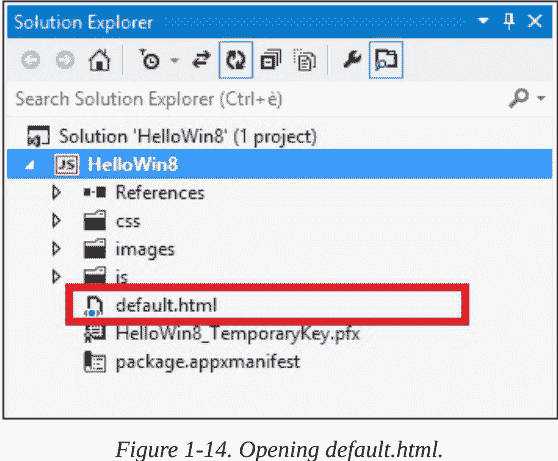 Solution Explorer
Search Solution Explorer (Ctrl+è)
Solution 'HelloWin8' (1 project)
JS HelloWin8
References
css
images
js
default.html
HelloWin8_TemporaryKey.pfx
package.appxmanifest
Figure 1-14. Opening default.html.